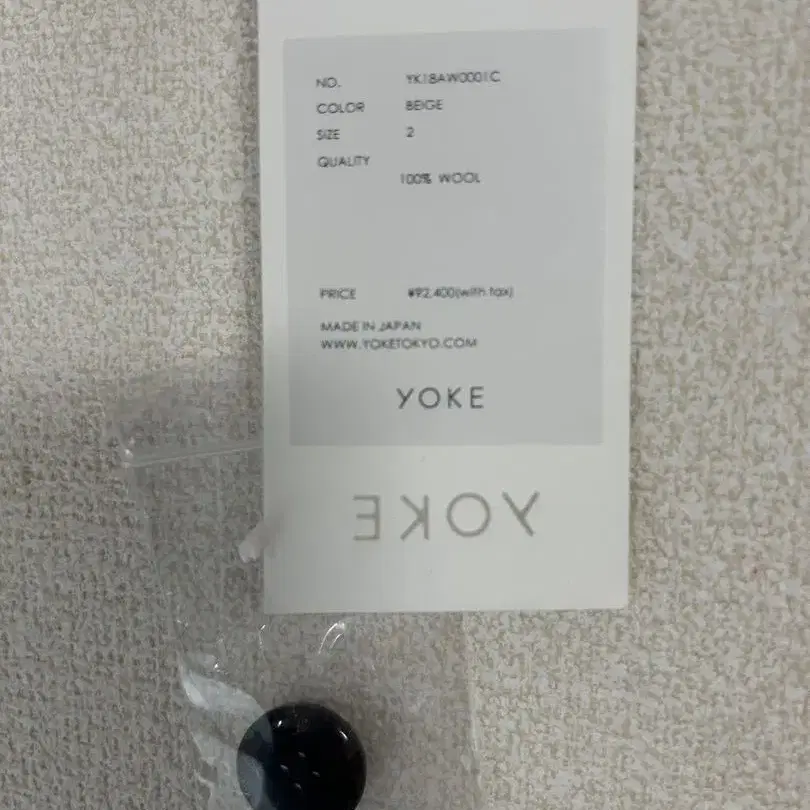 NO. YK18AW0001C
COLOR BEIGE
SIZE 2
QUALITY
100% WOOL
PRICE ¥92,400(with tax)
MADE IN JAPAN
WWW.YOKETOKYO.COM
YOKE
YOKE